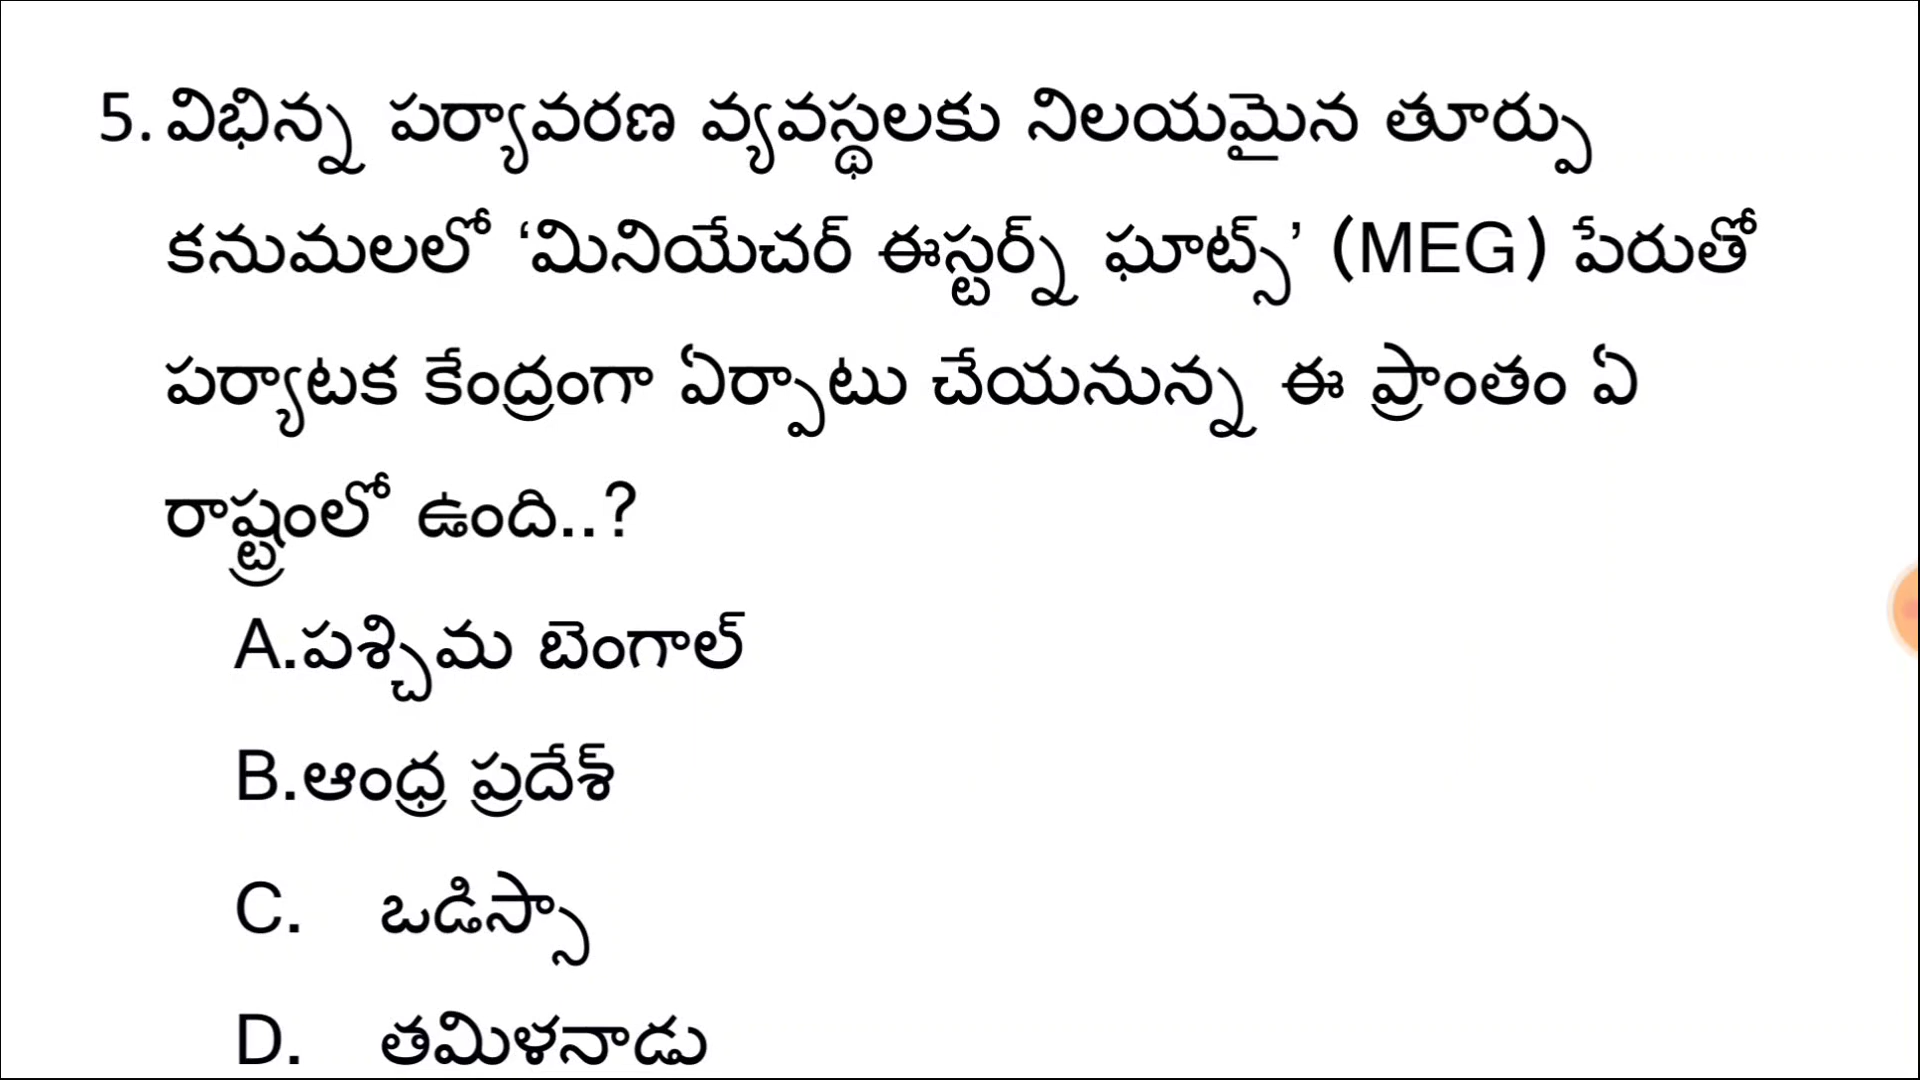 5. విభిన్న పర్యావరణ వ్యవస్థలకు నిలయమైన తూర్పు
కనుమలలో ‘మినియేచర్ ఈస్టర్న్ ఘాట్స్’ (MEG) పేరుతో
పర్యాటక కేంద్రంగా ఏర్పాటు చేయనున్న ఈ ప్రాంతం ఏ
రాష్ట్రంలో ఉంది..?
A.పశ్చిమ బెంగాల్
B.ఆంధ్ర ప్రదేశ్
C. ఒడిస్సా
D. తమిళనాడు